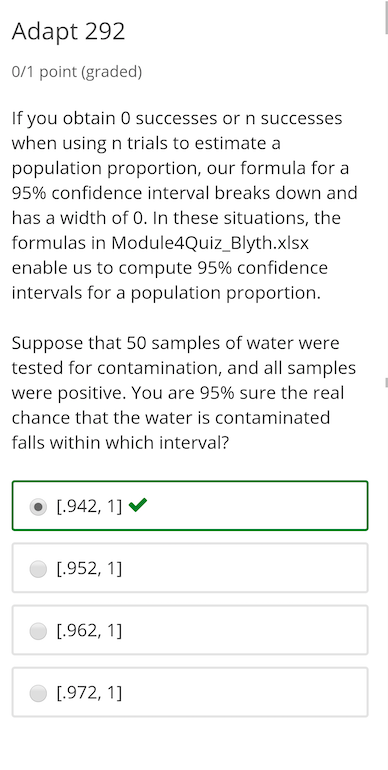 Adapt 292
0/1 point (graded)
If you obtain 0 successes or n successes
when using n trials to estimate a
population proportion, our formula for a
95% confidence interval breaks down and
has a width of 0. In these situations, the
formulas in Module4Quiz_Blyth.xlsx
enable us to compute 95% confidence
intervals for a population proportion.
Suppose that 50 samples of water were
tested for contamination, and all samples
were positive. You are 95% sure the real
chance that the water is contaminated
falls within which interval?
[.942, 1]
[.952, 1]
[.962, 1]
[.972, 1]